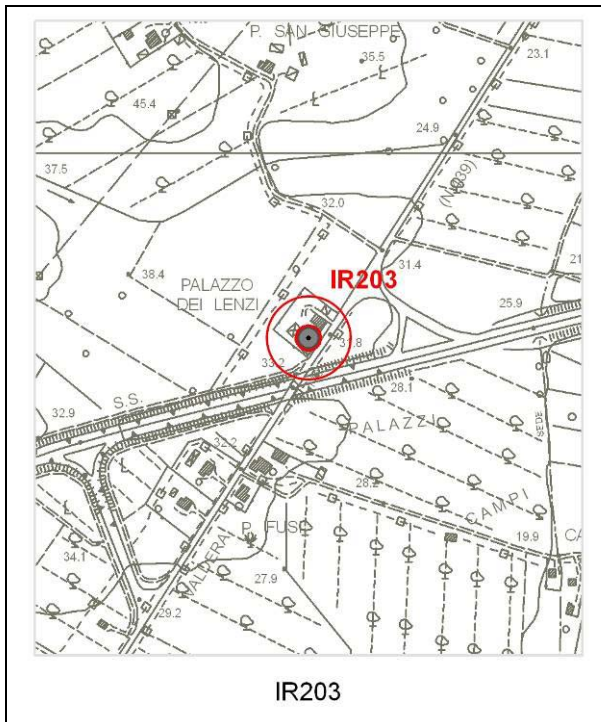 P. SAN GIUSEPPE
35.5
23.1
45.4
24.9
37.5
32.0
31.4
38.4
PALAZZO
DEI LENZI
IR203
25.9
31.8
33.2
28.1
S.S.
32.9
PALAZZI
32.2
28.2
CAMPI
P. FUSI
19.9
34.1
VALDERA
27.9
29.2
IR203